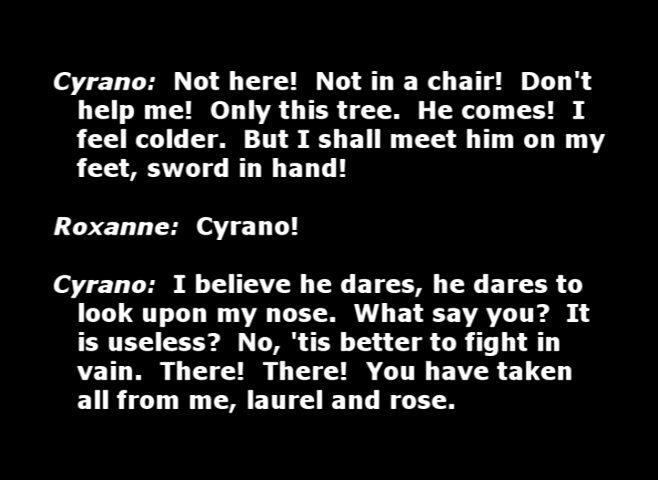 Cyrano:  Not here!  Not in a chair!  Don't
help me!  Only this tree.  He comes!  I
feel colder.  But I shall meet him on my
feet, sword in hand!
Roxanne:  Cyrano!
Cyrano:  I believe he dares, he dares to
look upon my nose.  What say you?  It
is useless?  No, 'tis better to fight in
vain.  There!  There!  You have taken
all from me, laurel and rose.